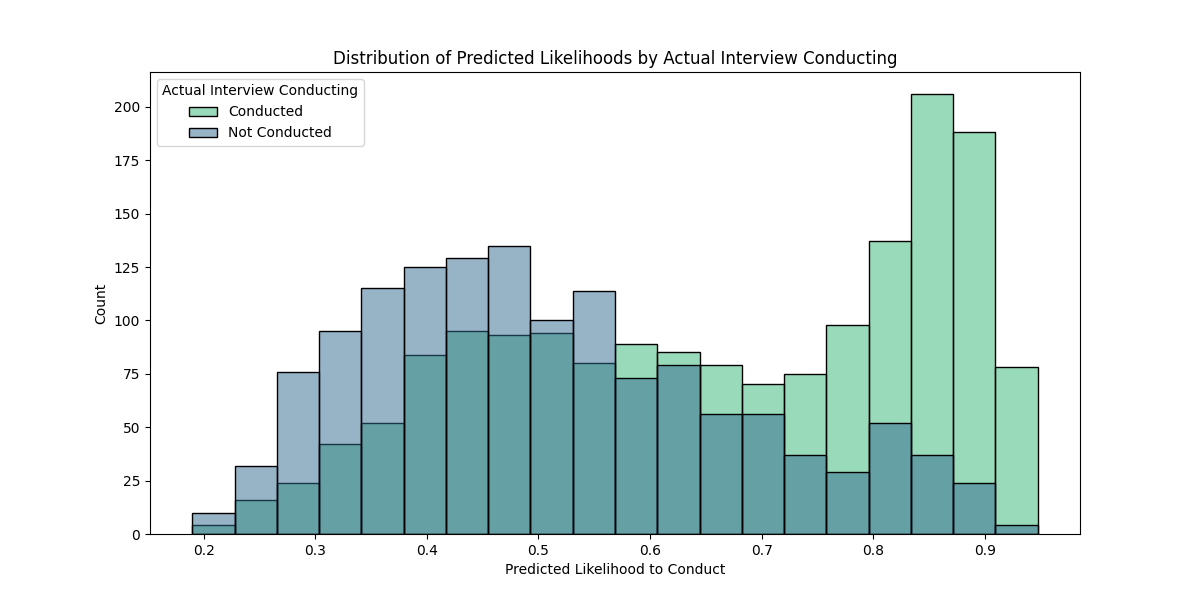 Distribution of Predicted Likelihoods by Actual Interview Conducting
Actual Interview Conducting
Conducted
Not Conducted
200
175
150
125
100
75
50
25
0
Count
0.2 0.3 0.4 0.5 0.6 0.7 0.8 0.9
Predicted Likelihood to Conduct